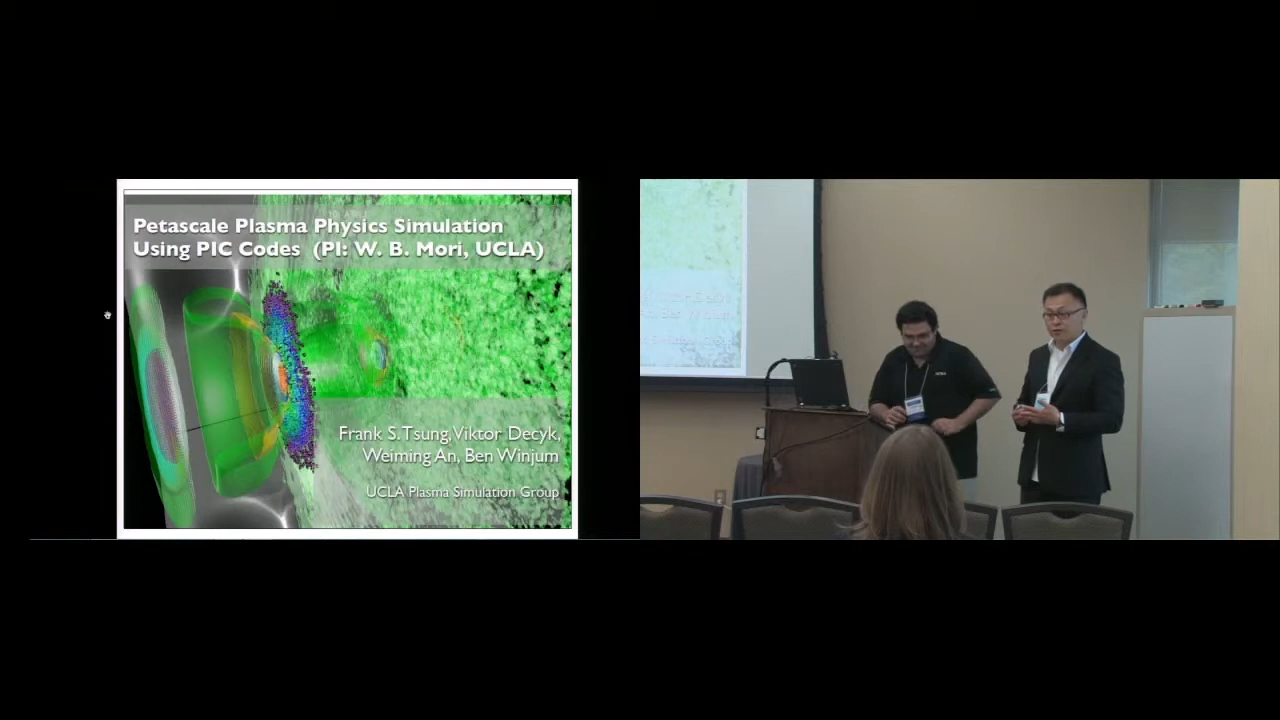 Petascale Plasma Physics Simulation
Using PIC Codes (PI: W. B. Mori, UCLA)
Frank S. Tsung, Viktor Decyk,
Weiming An, Ben Winjum
UCLA Plasma Simulation Group